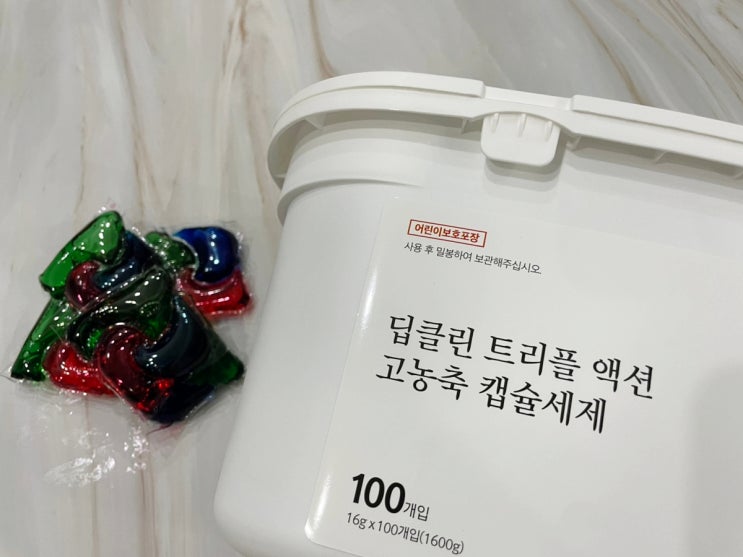 어린이보호포장
사용 후 밀봉하여 보관해주십시오.
딥클린 트리플 액션
고농축 캡슐세제
100개입
16g x 100개입(1600g)